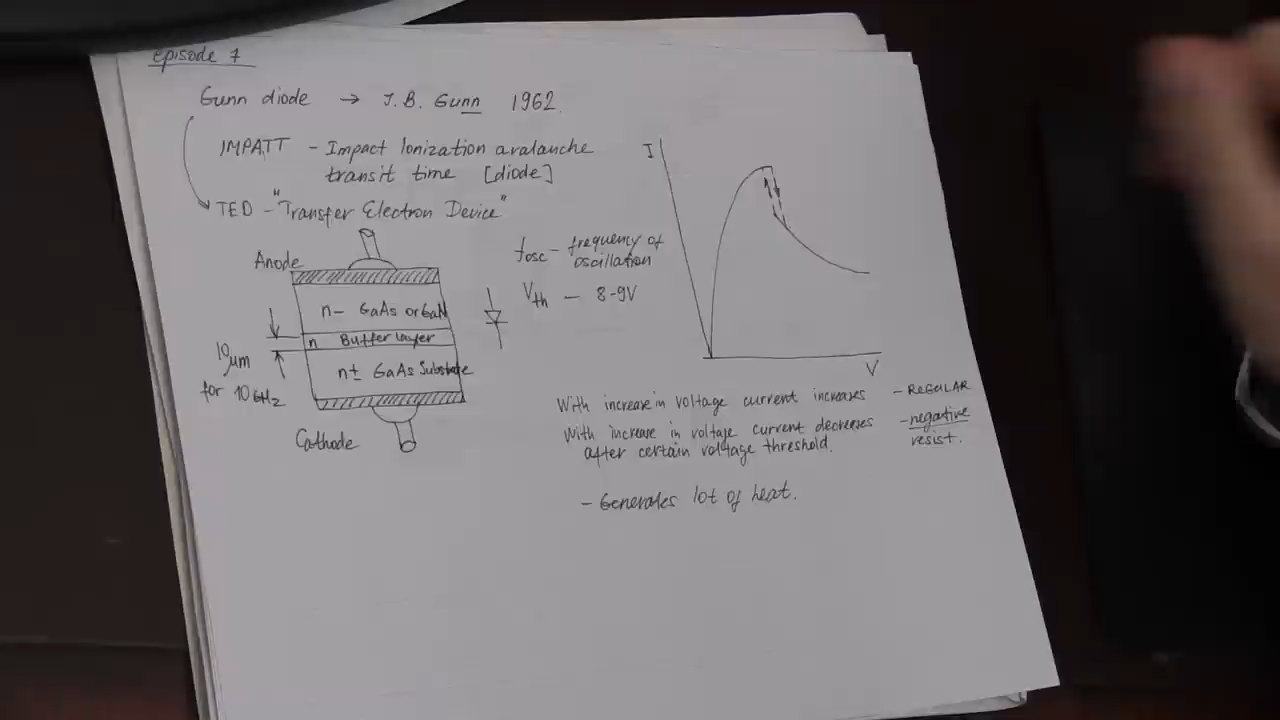 Episode 7
Gunn diode → J. B. Gunn 1962.
IMPATT - Impact Ionization avalanche
transit time [diode]
TED - "Transfer Electron Device"
Anode
n- GaAs or GaN
n Buffer layer
n+ GaAs Substrate
10μm
for 10 GHz
Cathode
fosc - frequency of
oscillation
Vth - 8-9V
I
V
With increase in voltage current increases - REGULAR
With increase in voltage current decreases - negative
after certain voltage threshold. resist.
- Generates lot of heat.